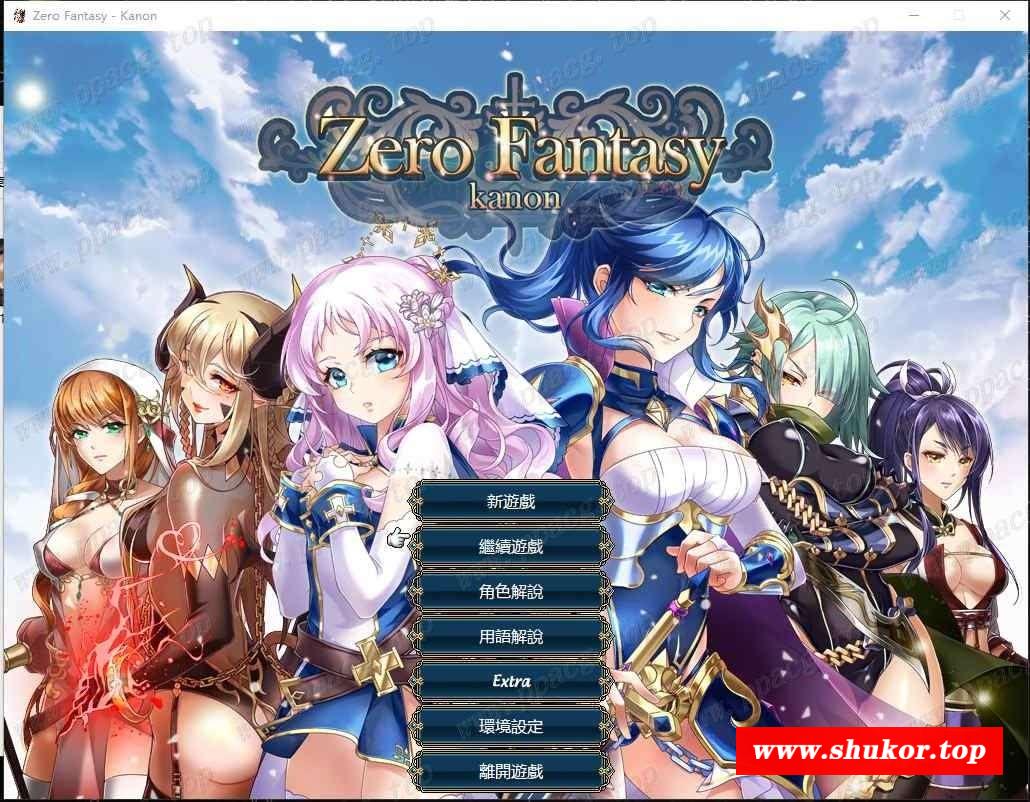 Zero Fantasy - Kanon
Zero Fantasy
kanon
新遊戲
繼續遊戲
角色解說
用語解說
Extra
環境設定
離開遊戲
www.shukor.top